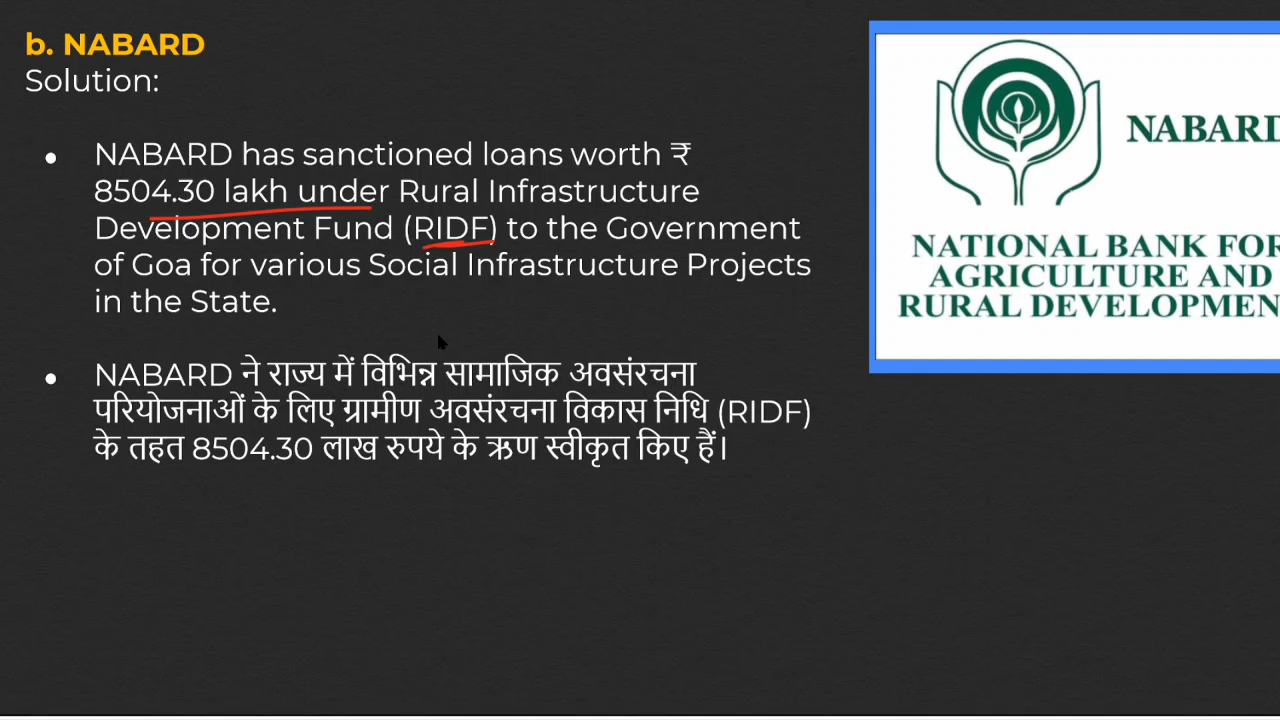 b. NABARD
Solution:
● NABARD has sanctioned loans worth ₹
8504.30 lakh under Rural Infrastructure
Development Fund (RIDF) to the Government
of Goa for various Social Infrastructure Projects
in the State.
● NABARD ने राज्य में विभिन्न सामाजिक अवसंरचना
परियोजनाओं के लिए ग्रामीण अवसंरचना विकास निधि (RIDF)
के तहत 8504.30 लाख रुपये के ऋण स्वीकृत किए हैं।
NABARD
NATIONAL BANK FOR
AGRICULTURE AND
RURAL DEVELOPMEN